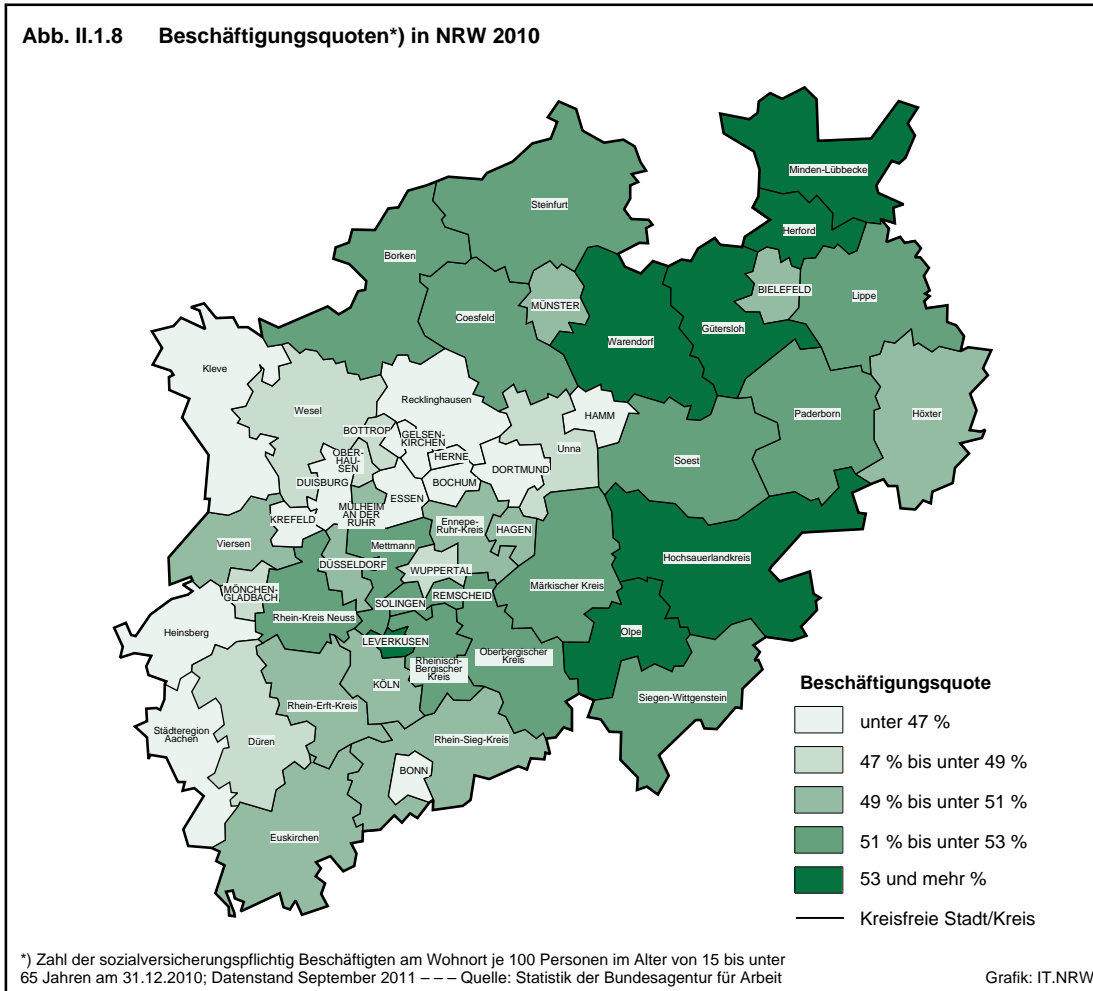 Abb. II.1.8 Beschäftigungsquoten*) in NRW 2010
Minden-Lübbecke
Steinfurt
Herford
Borken
BIELEFELD
Lippe
MÜNSTER
Coesfeld
Gütersloh
Warendorf
Kleve
Recklinghausen
Wesel
HAMM
Paderborn
Höxter
BOTTROP
GELSEN-
KIRCHEN
Unna
OBER-
HAU-
SEN
HERNE
Soest
DORTMUND
DUISBURG
BOCHUM
ESSEN
MÜLHEIM
AN DER
RUHR
KREFELD
Ennepe-
Ruhr-Kreis
HAGEN
Viersen
Mettmann
Hochsauerlandkreis
DÜSSELDORF
WUPPERTAL
Märkischer Kreis
MÖNCHEN-
GLADBACH
SOLINGEN
REMSCHEID
Rhein-Kreis Neuss
Heinsberg
Olpe
LEVERKUSEN
Oberbergischer
Kreis
Rheinisch-
Bergischer
Kreis
KÖLN
Siegen-Wittgenstein
Rhein-Erft-Kreis
Städteregion
Aachen
Düren
Rhein-Sieg-Kreis
BONN
Euskirchen
Beschäftigungsquote
unter 47 %
47 % bis unter 49 %
49 % bis unter 51 %
51 % bis unter 53 %
53 und mehr %
Kreisfreie Stadt/Kreis
*) Zahl der sozialversicherungspflichtig Beschäftigten am Wohnort je 100 Personen im Alter von 15 bis unter
65 Jahren am 31.12.2010; Datenstand September 2011 – – – Quelle: Statistik der Bundesagentur für Arbeit
Grafik: IT.NRW